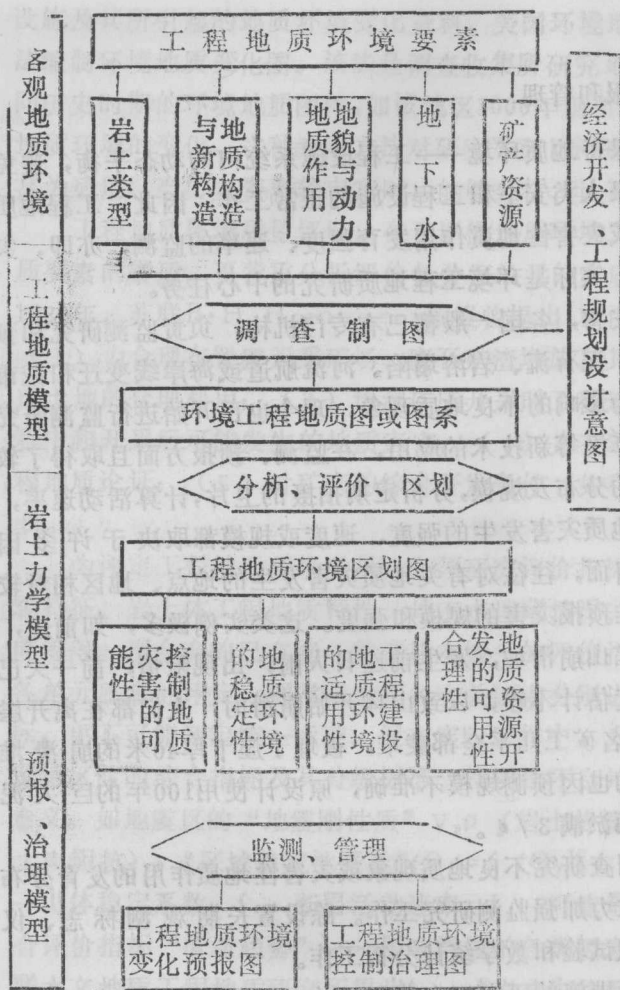 工程地质环境要素
客观地质环境
工程地质模型
岩土力学模型
预报、治理模型
岩土类型
地质构造
与新构造
地貌与动力
地质作用
地下水
矿产资源
经济开发、工程规划设计意图
调查制图
环境工程地质图或图系
分析、评价、区划
工程地质环境区划图
控制地质
灾害的可
能性
地质环境
的稳定性
工程建设
地质环境
的适用性
地质资源开
发的可用性
合理性
监测 管理
工程地质环境
变化预报图
工程地质环境
控制治理图